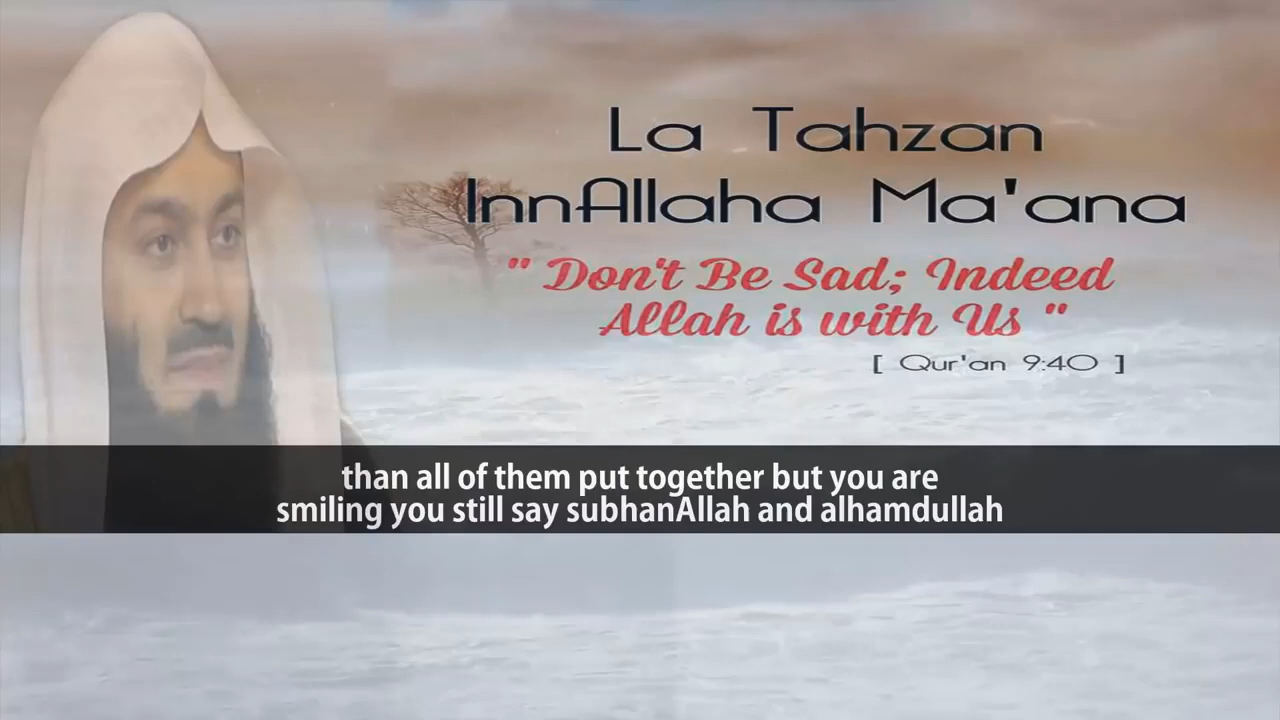 La Tahzan
InnAllaha Ma'ana
" Don't Be Sad; Indeed
Allah is with Us "
[ Qur'an 9:40 ]
than all of them put together but you are
smiling you still say subhanAllah and alhamdullah